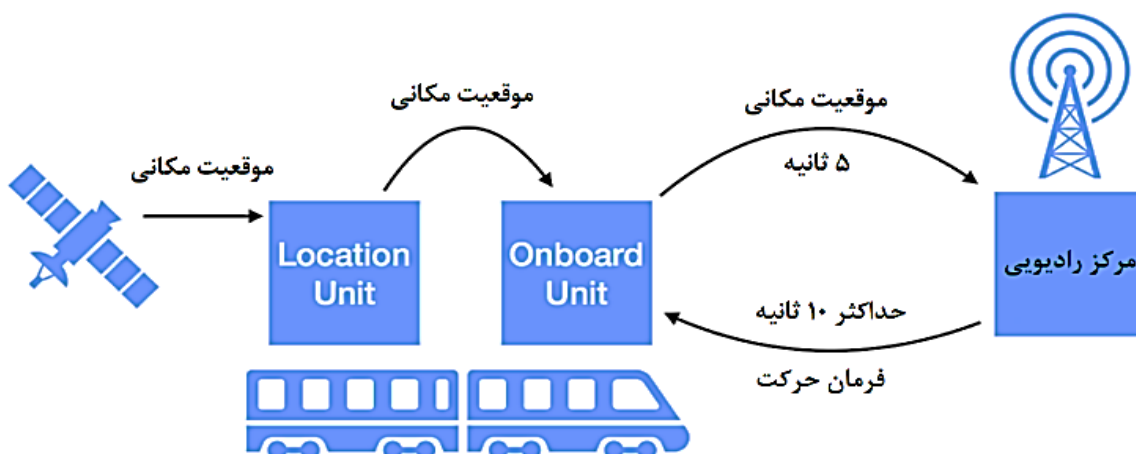 موقعیت مکانی
موقعیت مکانی
موقعیت مکانی
۵ ثانیه
Location
Unit
Onboard
Unit
مرکز رادیویی
حداکثر ۱۰ ثانیه
فرمان حرکت